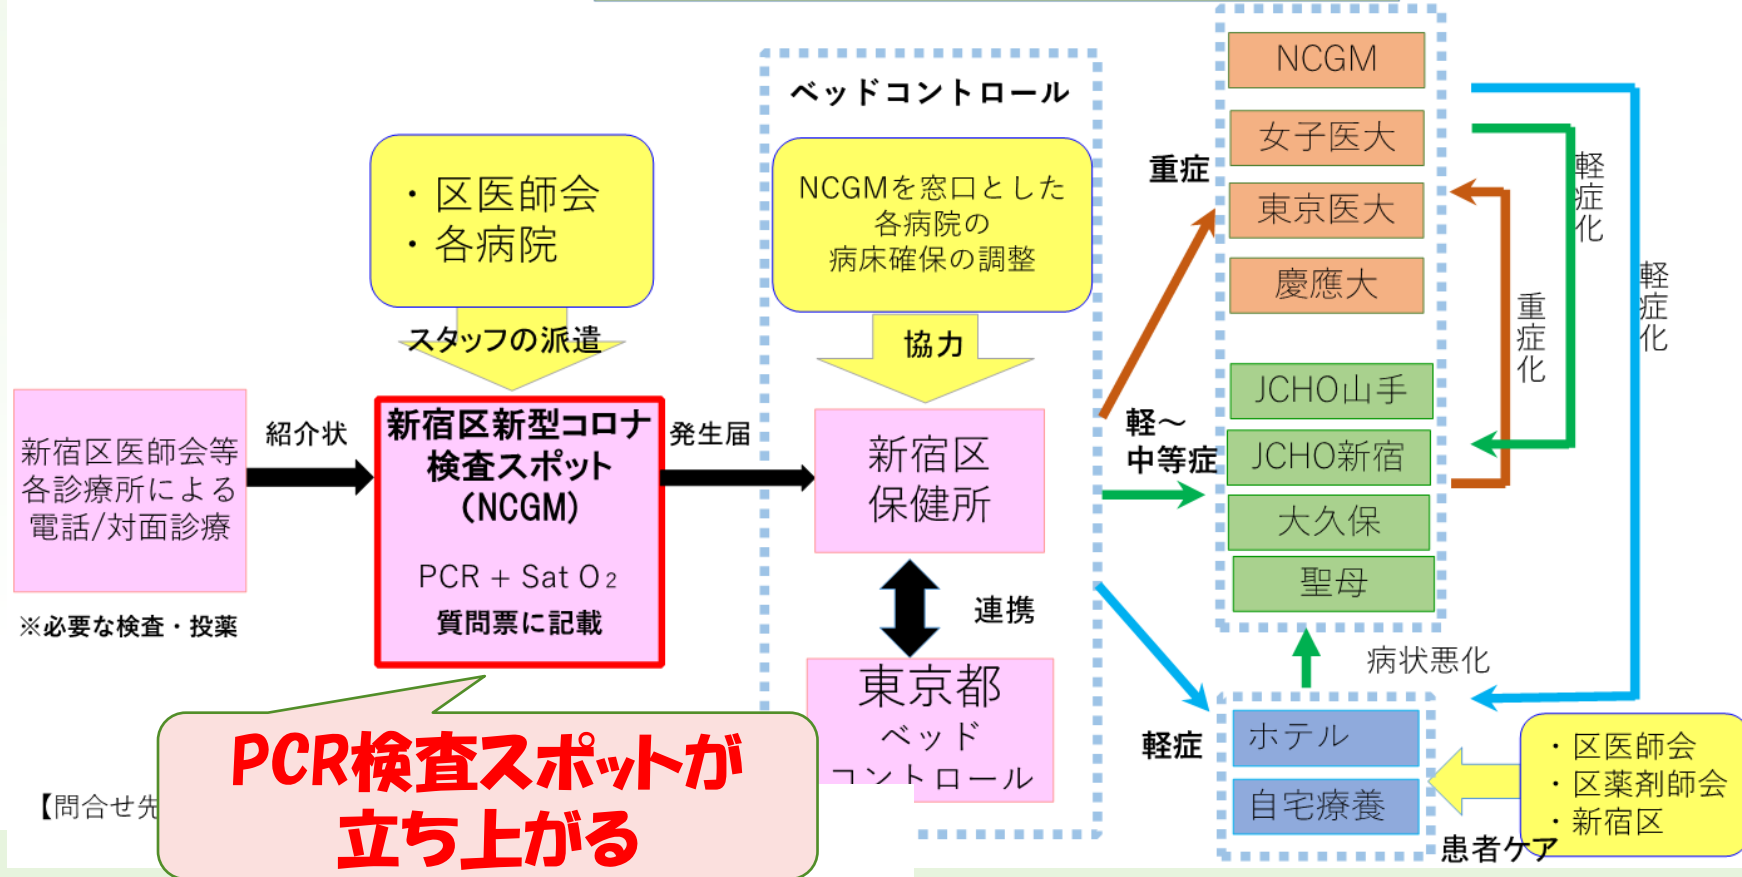 ・区医師会
・各病院
スタッフの派遣
新宿区医師会等
各診療所による
電話/対面診療
※必要な検査・投薬
紹介状
新宿区新型コロナ
検査スポット
(NCGM)
PCR + Sat O2
質問票に記載
発生届
PCR検査スポットが
立ち上がる
【問合せ先
ベッドコントロール
NCGMを窓口とした
各病院の
病床確保の調整
協力
新宿区
保健所
連携
東京都
ベッド
コントロール
重症
軽～
中等症
軽症
NCGM
女子医大
東京医大
慶應大
JCHO山手
JCHO新宿
大久保
聖母
重症化
軽症化
軽症化
病状悪化
ホテル
自宅療養
・区医師会
・区薬剤師会
・新宿区
患者ケア